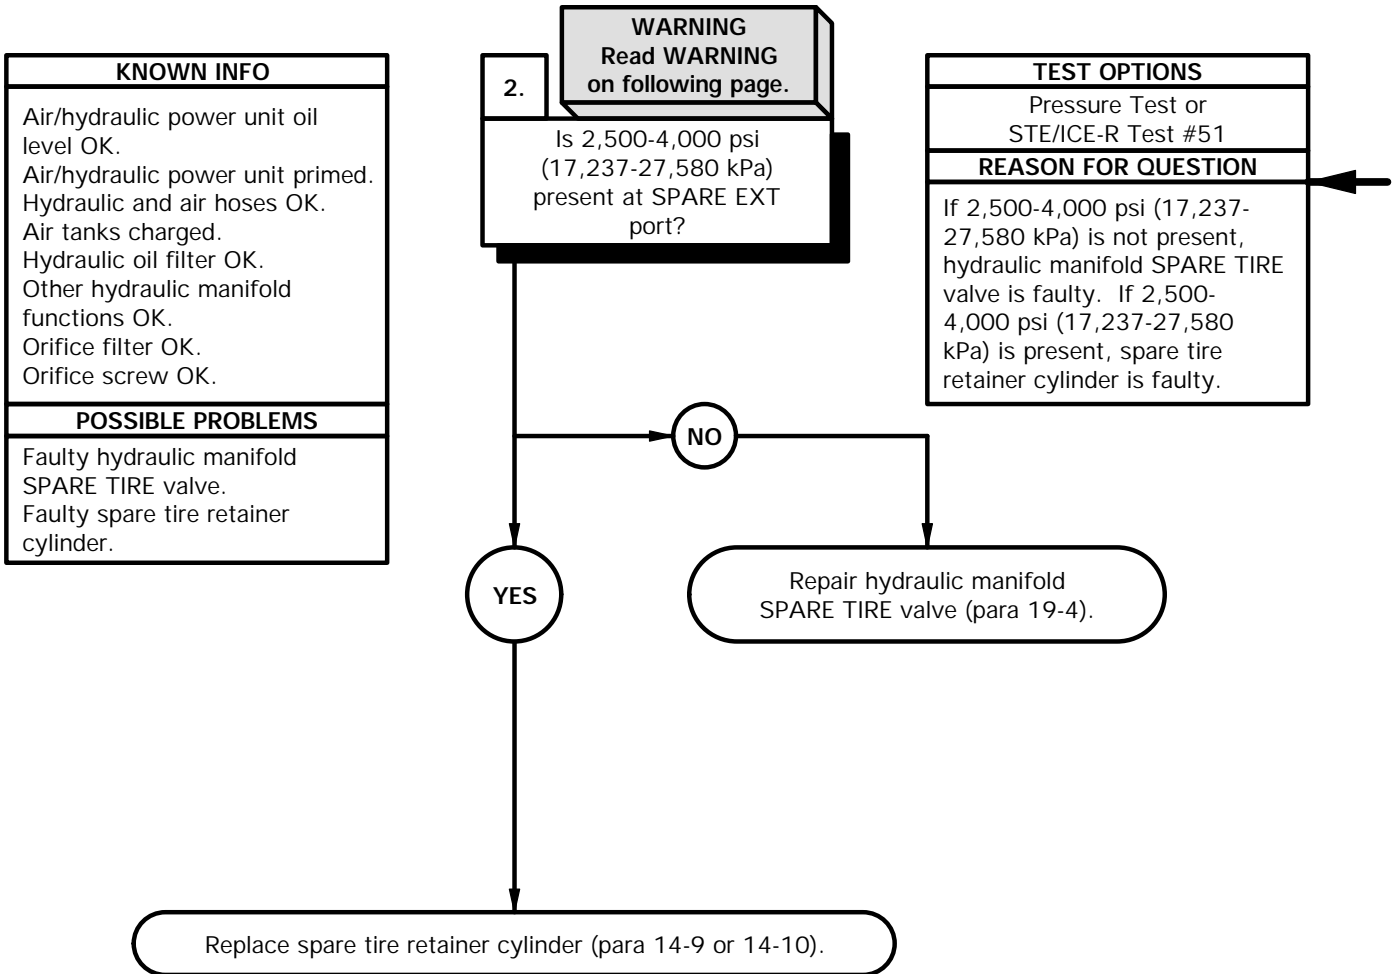 KNOWN INFO
Air/hydraulic power unit oil
level OK.
Air/hydraulic power unit primed.
Hydraulic and air hoses OK.
Air tanks charged.
Hydraulic oil filter OK.
Other hydraulic manifold
functions OK.
Orifice filter OK.
Orifice screw OK.
POSSIBLE PROBLEMS
Faulty hydraulic manifold
SPARE TIRE valve.
Faulty spare tire retainer
cylinder.
WARNING
Read WARNING
on following page.
2.
Is 2,500-4,000 psi
(17,237-27,580 kPa)
present at SPARE EXT
port?
TEST OPTIONS
Pressure Test or
STE/ICE-R Test #51
REASON FOR QUESTION
If 2,500-4,000 psi (17,237-
27,580 kPa) is not present,
hydraulic manifold SPARE TIRE
valve is faulty.  If 2,500-
4,000 psi (17,237-27,580
kPa) is present, spare tire
retainer cylinder is faulty.
NO
YES
Repair hydraulic manifold
SPARE TIRE valve (para 19-4).
Replace spare tire retainer cylinder (para 14-9 or 14-10).